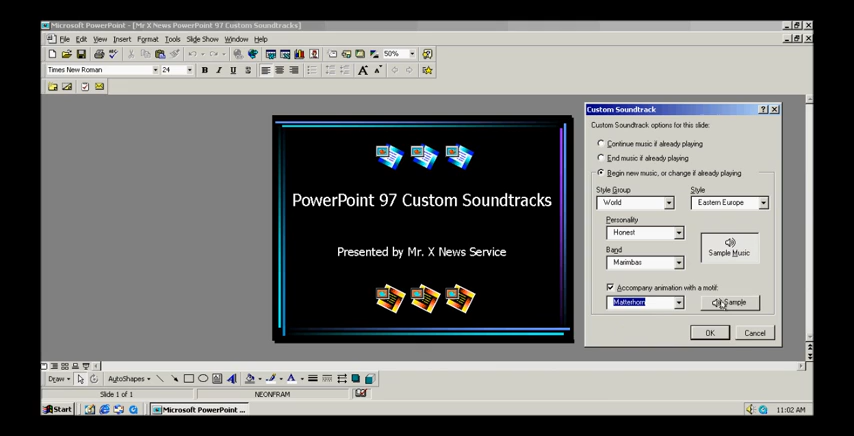 Microsoft PowerPoint - [Mr X News PowerPoint 97 Custom Soundtracks]
File Edit View Insert Format Tools Slide Show Window Help
50%
Times New Roman 24 B I U S A A
Custom Soundtrack
Custom Soundtrack options for this slide:
Continue music if already playing
End music if already playing
Begin new music, or change if already playing
Style Group Style
World Eastern Europe
Personality
Honest
Sample Music
Band
Marimbas
Accompany animation with a motif:
Matterhorn Sample
OK Cancel
PowerPoint 97 Custom Soundtracks
Presented by Mr. X News Service
Draw AutoShapes A
Slide 1 of 1 NEONFRAM
Start Microsoft PowerPoint ... 11:02 AM